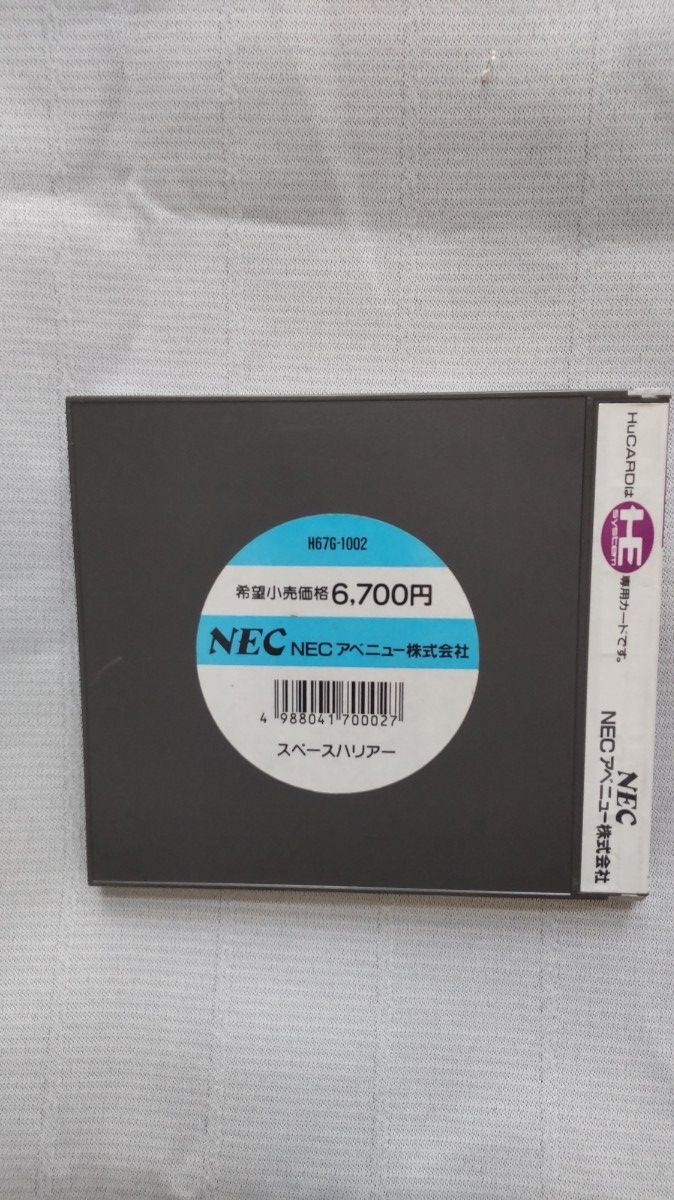 H67G-1002
希望小売価格 6,700円
NEC NECアベニュー株式会社
4 988041 700027
スペースハリアー
HuCARDは HE SYSTEM 専用カードです。
NEC
NECアベニュー株式会社